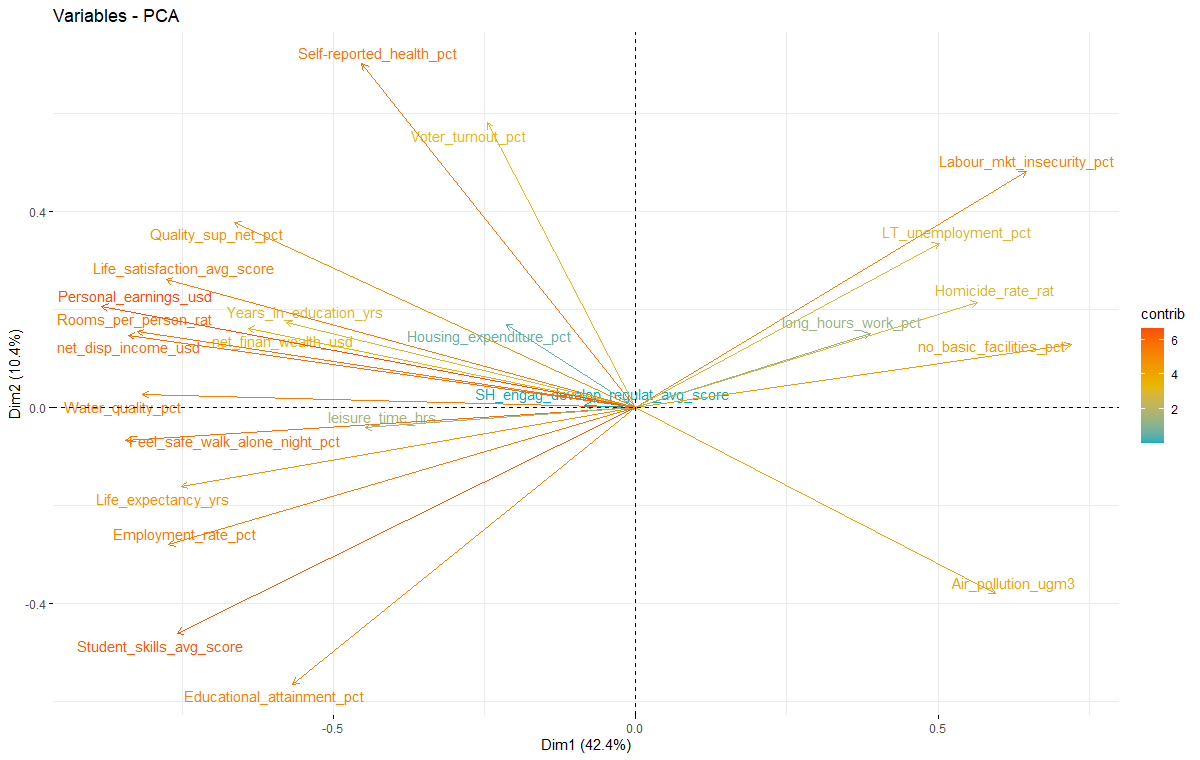 Variables - PCA
Self-reported_health_pct
Voter_turnout_pct
Labour_mkt_insecurity_pct
LT_unemployment_pct
Quality_sup_net_pct
Life_satisfaction_avg_score
Homicide_rate_rat
Personal_earnings_usd
Years_in_education_yrs
Rooms_per_person_rat
long_hours_work_pct
Housing_expenditure_pct
net_finan_wealth_usd
net_disp_income_usd
no_basic_facilities_pct
SH_engag_develop_regulat_avg_score
Water_quality_pct
leisure_time_hrs
Feel_safe_walk_alone_night_pct
Life_expectancy_yrs
Employment_rate_pct
Air_pollution_ugm3
Student_skills_avg_score
Educational_attainment_pct
0.4
0.0
-0.4
Dim2 (10.4%)
-0.5
0.0
0.5
Dim1 (42.4%)
contrib
6
4
2